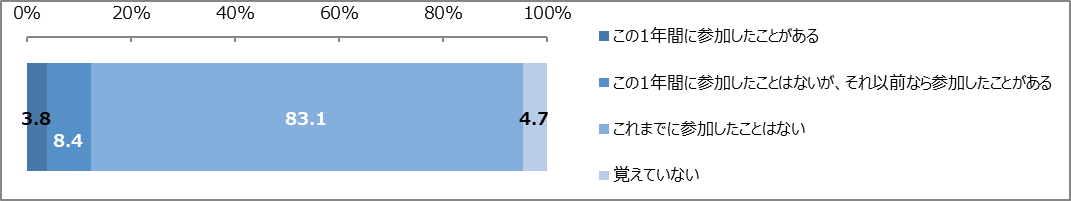 0% 20% 40% 60% 80% 100%
3.8 8.4 83.1 4.7
この1年間に参加したことがある
この1年間に参加したことはないが、それ以前なら参加したことがある
これまでに参加したことはない
覚えていない